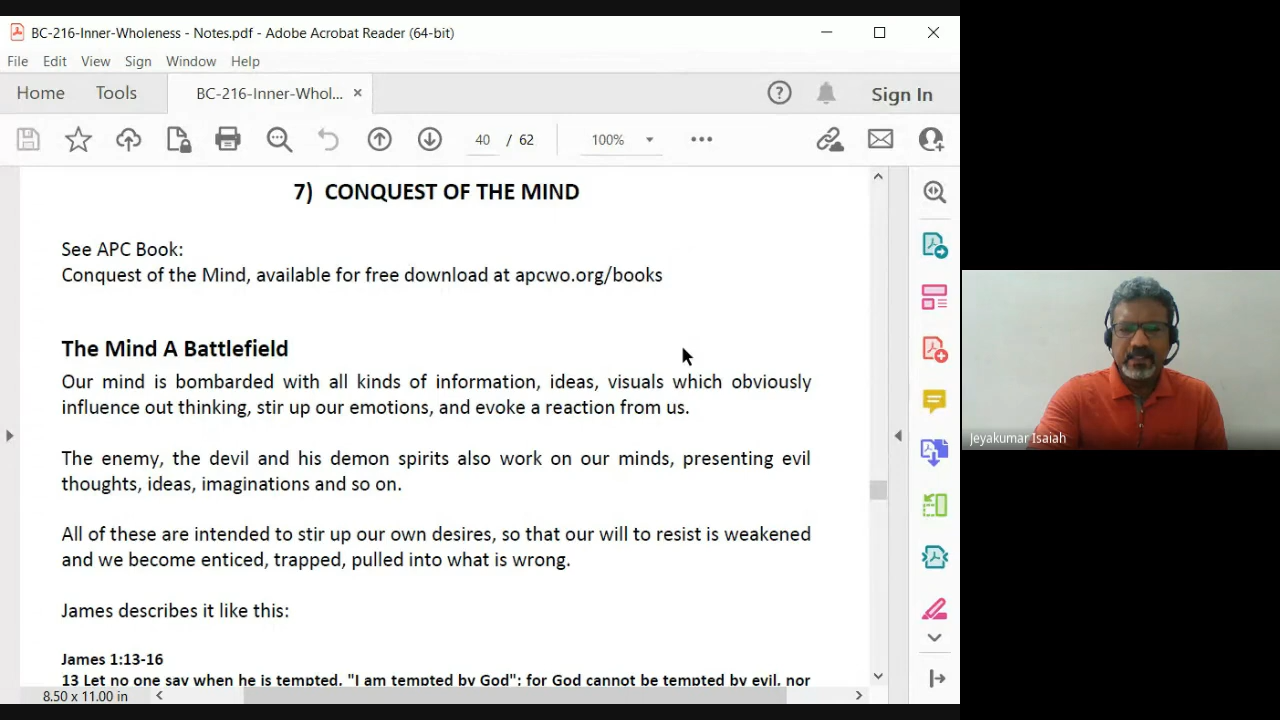 BC-216-Inner-Wholeness - Notes.pdf - Adobe Acrobat Reader (64-bit)
File Edit View Sign Window Help
Home Tools BC-216-Inner-Whol... × Sign In
40 / 62 100%
7) CONQUEST OF THE MIND
See APC Book:
Conquest of the Mind, available for free download at apcwo.org/books
The Mind A Battlefield
Our mind is bombarded with all kinds of information, ideas, visuals which obviously
influence out thinking, stir up our emotions, and evoke a reaction from us.
The enemy, the devil and his demon spirits also work on our minds, presenting evil
thoughts, ideas, imaginations and so on.
All of these are intended to stir up our own desires, so that our will to resist is weakened
and we become enticed, trapped, pulled into what is wrong.
James describes it like this:
James 1:13-16
13 Let no one say when he is tempted, "I am tempted by God"; for God cannot be tempted by evil, nor
8.50 x 11.00 in
Jeyakumar Isaiah